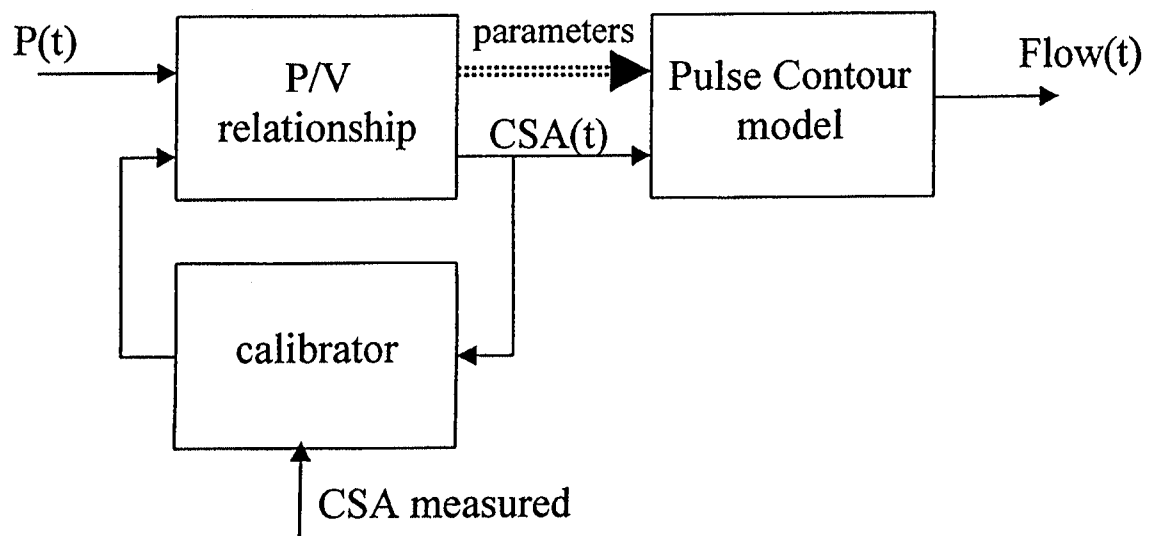 P(t)
P/V
relationship
parameters
CSA(t)
Pulse Contour
model
Flow(t)
calibrator
CSA measured